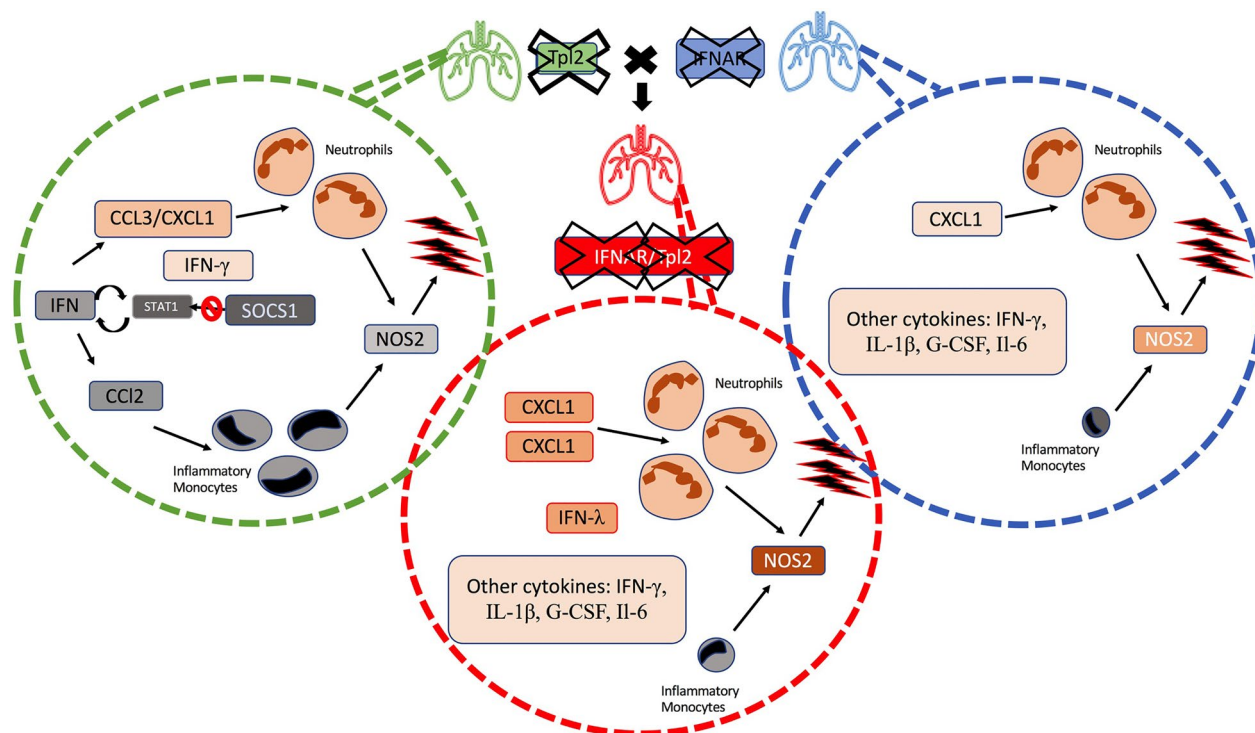 Tpl2
IFNAR
IFNAR/Tpl2
Neutrophils
CCL3/CXCL1
IFN-γ
IFN
STAT1
SOCS1
NOS2
CCl2
Inflammatory
Monocytes
Neutrophils
CXCL1
CXCL1
IFN-λ
NOS2
Other cytokines: IFN-γ,
IL-1β, G-CSF, Il-6
Inflammatory
Monocytes
Neutrophils
CXCL1
Other cytokines: IFN-γ,
IL-1β, G-CSF, Il-6
NOS2
Inflammatory
Monocytes